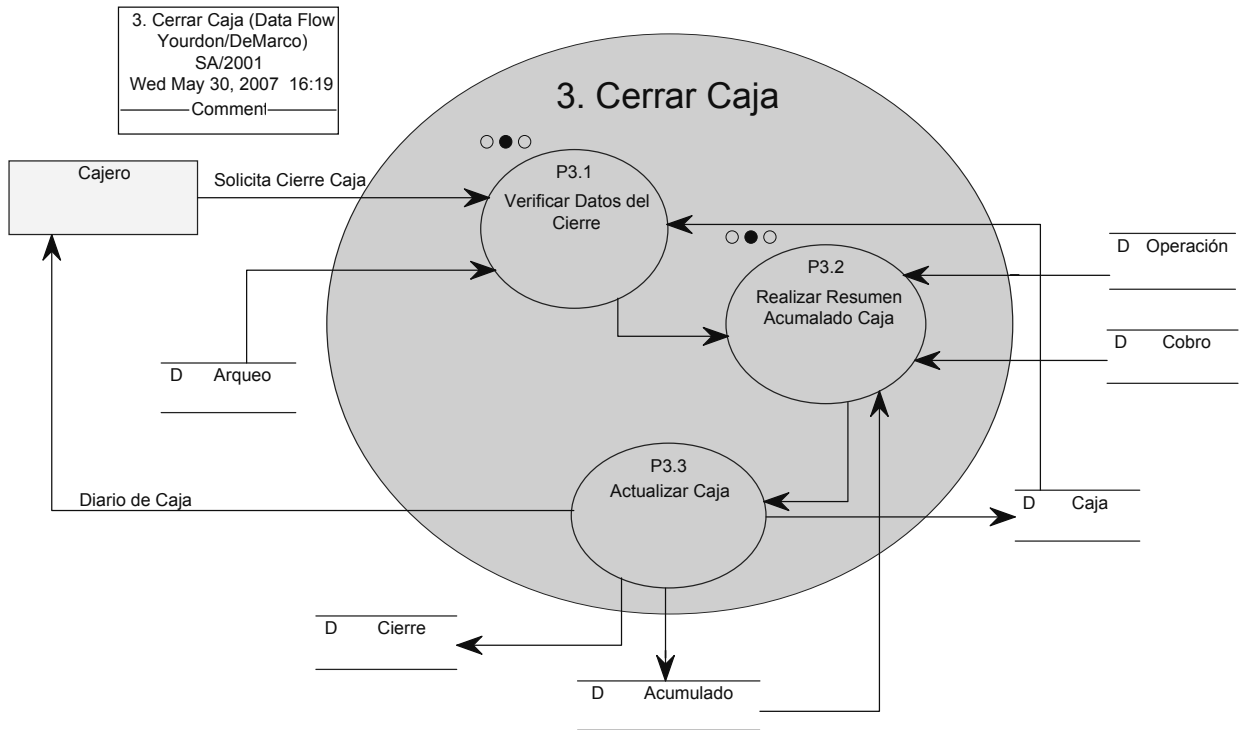 3. Cerrar Caja (Data Flow
Yourdon/DeMarco)
SA/2001
Wed May 30, 2007 16:19
Comment
3. Cerrar Caja
Cajero
Solicita Cierre Caja
P3.1
Verificar Datos del
Cierre
D Operación
P3.2
Realizar Resumen
Acumalado Caja
D Cobro
D Arqueo
P3.3
Actualizar Caja
Diario de Caja
D Caja
D Cierre
D Acumulado